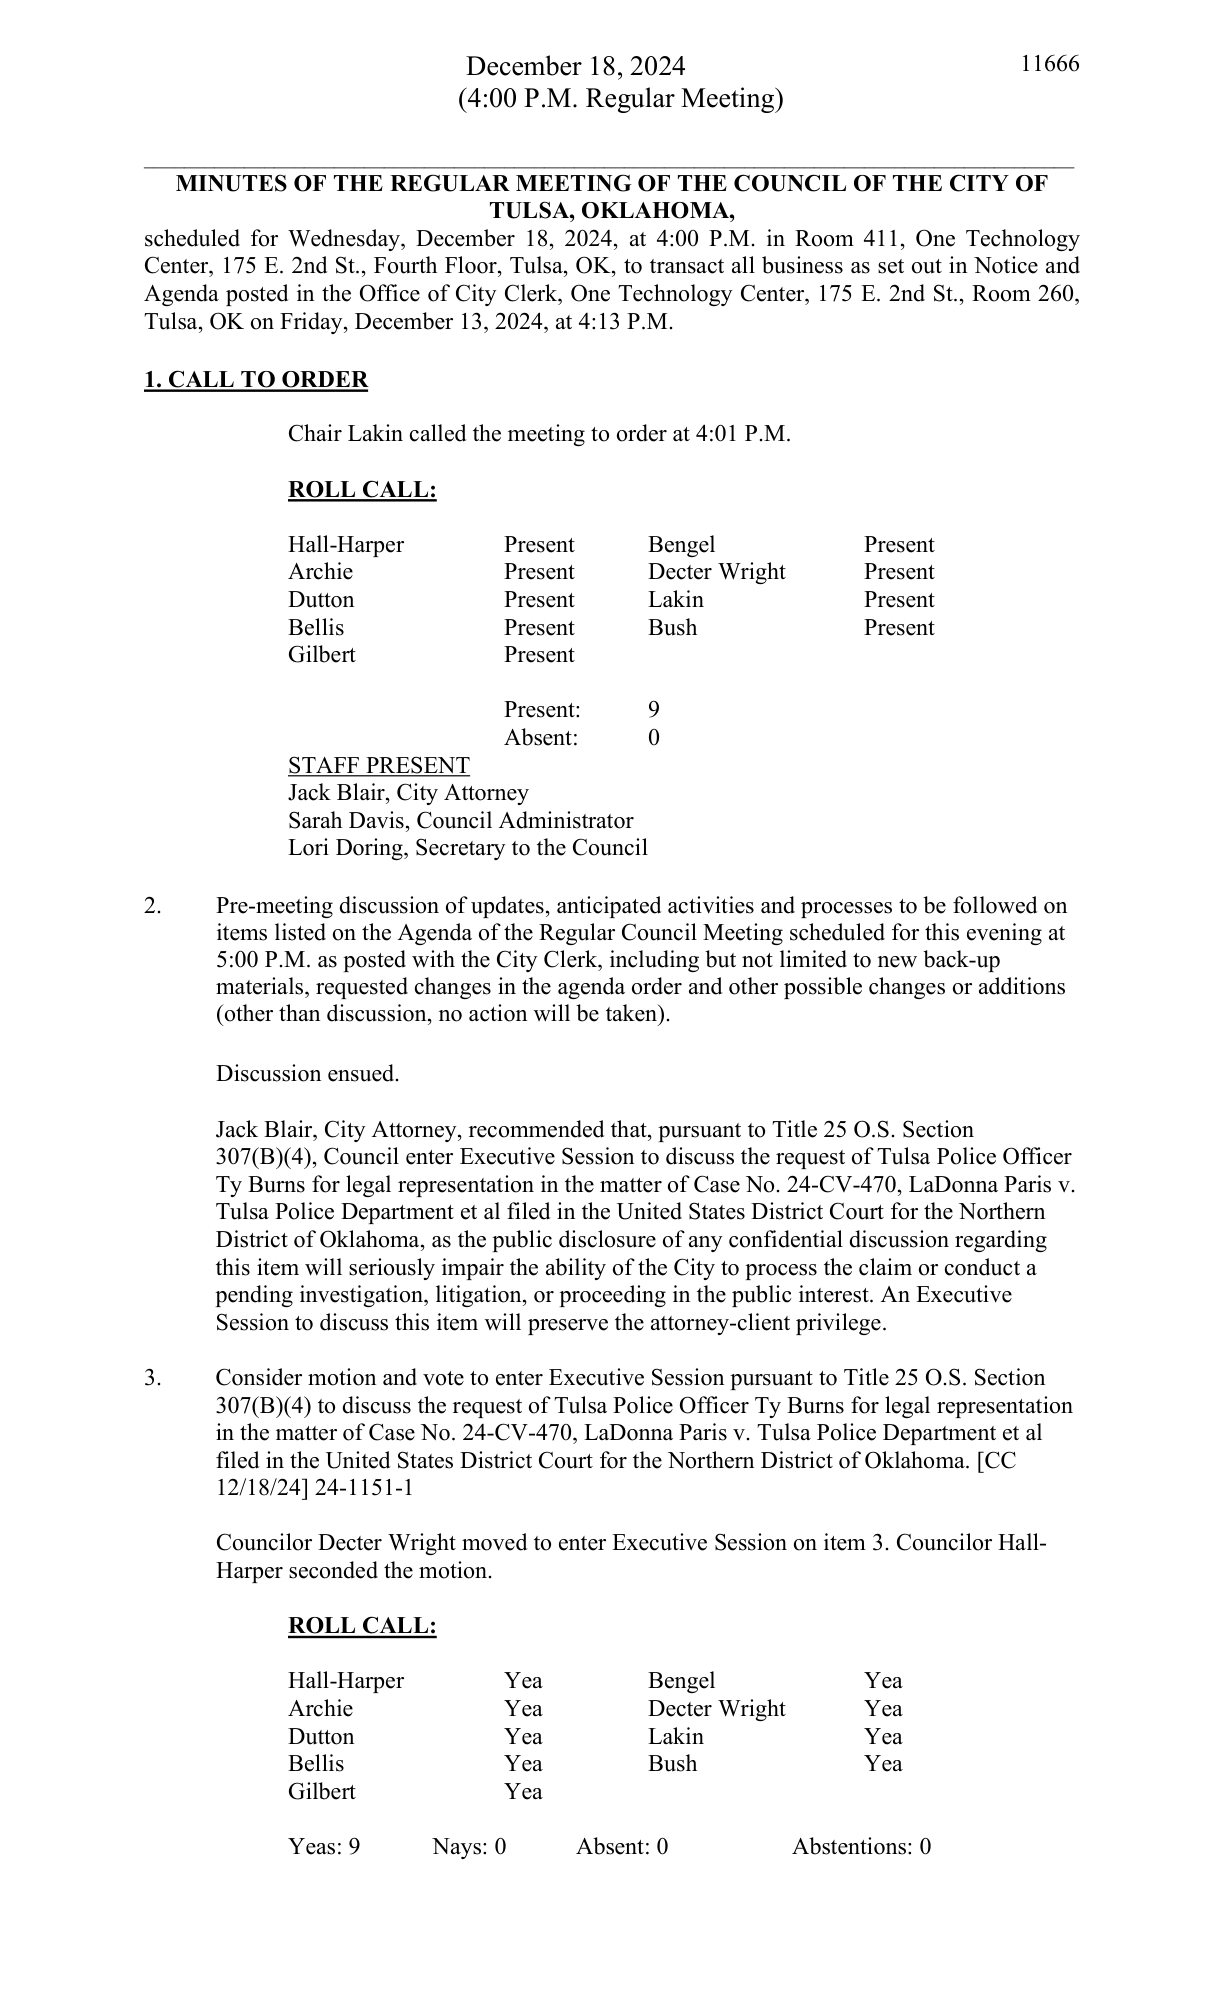 December 18, 2024 11666
(4:00 P.M. Regular Meeting)
MINUTES OF THE REGULAR MEETING OF THE COUNCIL OF THE CITY OF
TULSA, OKLAHOMA,
scheduled for Wednesday, December 18, 2024, at 4:00 P.M. in Room 411, One Technology
Center, 175 E. 2nd St., Fourth Floor, Tulsa, OK, to transact all business as set out in Notice and
Agenda posted in the Office of City Clerk, One Technology Center, 175 E. 2nd St., Room 260,
Tulsa, OK on Friday, December 13, 2024, at 4:13 P.M.
1. CALL TO ORDER
Chair Lakin called the meeting to order at 4:01 P.M.
ROLL CALL:
Hall-Harper Present Bengel Present
Archie Present Decter Wright Present
Dutton Present Lakin Present
Bellis Present Bush Present
Gilbert Present
Present: 9
Absent: 0
STAFF PRESENT
Jack Blair, City Attorney
Sarah Davis, Council Administrator
Lori Doring, Secretary to the Council
2. Pre-meeting discussion of updates, anticipated activities and processes to be followed on
items listed on the Agenda of the Regular Council Meeting scheduled for this evening at
5:00 P.M. as posted with the City Clerk, including but not limited to new back-up
materials, requested changes in the agenda order and other possible changes or additions
(other than discussion, no action will be taken).
Discussion ensued.
Jack Blair, City Attorney, recommended that, pursuant to Title 25 O.S. Section
307(B)(4), Council enter Executive Session to discuss the request of Tulsa Police Officer
Ty Burns for legal representation in the matter of Case No. 24-CV-470, LaDonna Paris v.
Tulsa Police Department et al filed in the United States District Court for the Northern
District of Oklahoma, as the public disclosure of any confidential discussion regarding
this item will seriously impair the ability of the City to process the claim or conduct a
pending investigation, litigation, or proceeding in the public interest. An Executive
Session to discuss this item will preserve the attorney-client privilege.
3. Consider motion and vote to enter Executive Session pursuant to Title 25 O.S. Section
307(B)(4) to discuss the request of Tulsa Police Officer Ty Burns for legal representation
in the matter of Case No. 24-CV-470, LaDonna Paris v. Tulsa Police Department et al
filed in the United States District Court for the Northern District of Oklahoma. [CC
12/18/24] 24-1151-1
Councilor Decter Wright moved to enter Executive Session on item 3. Councilor Hall-
Harper seconded the motion.
ROLL CALL:
Hall-Harper Yea Bengel Yea
Archie Yea Decter Wright Yea
Dutton Yea Lakin Yea
Bellis Yea Bush Yea
Gilbert Yea
Yeas: 9 Nays: 0 Absent: 0 Abstentions: 0